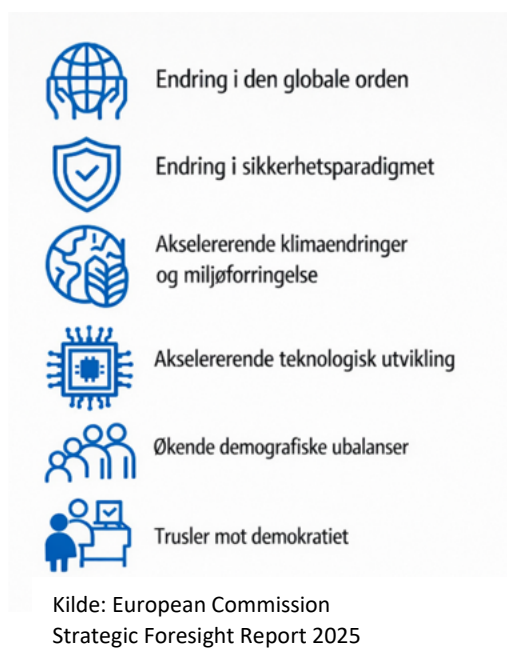 Endring i den globale orden
Endring i sikkerhetsparadigmet
Akselererende klimaendringer
og miljøforringelse
Akselererende teknologisk utvikling
Økende demografiske ubalanser
Trusler mot demokratiet
Kilde: European Commission
Strategic Foresight Report 2025